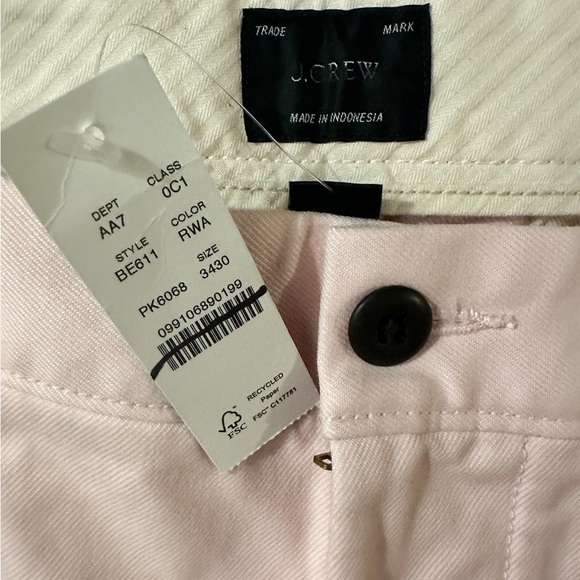 TRADE MARK
J.CREW
MADE IN INDONESIA
DEPT CLASS
AA7 0C1
STYLE COLOR
BE611 RWA
SIZE
PK6068 3430
099106890199
RECYCLED
Paper
FSC® C117781
FSC